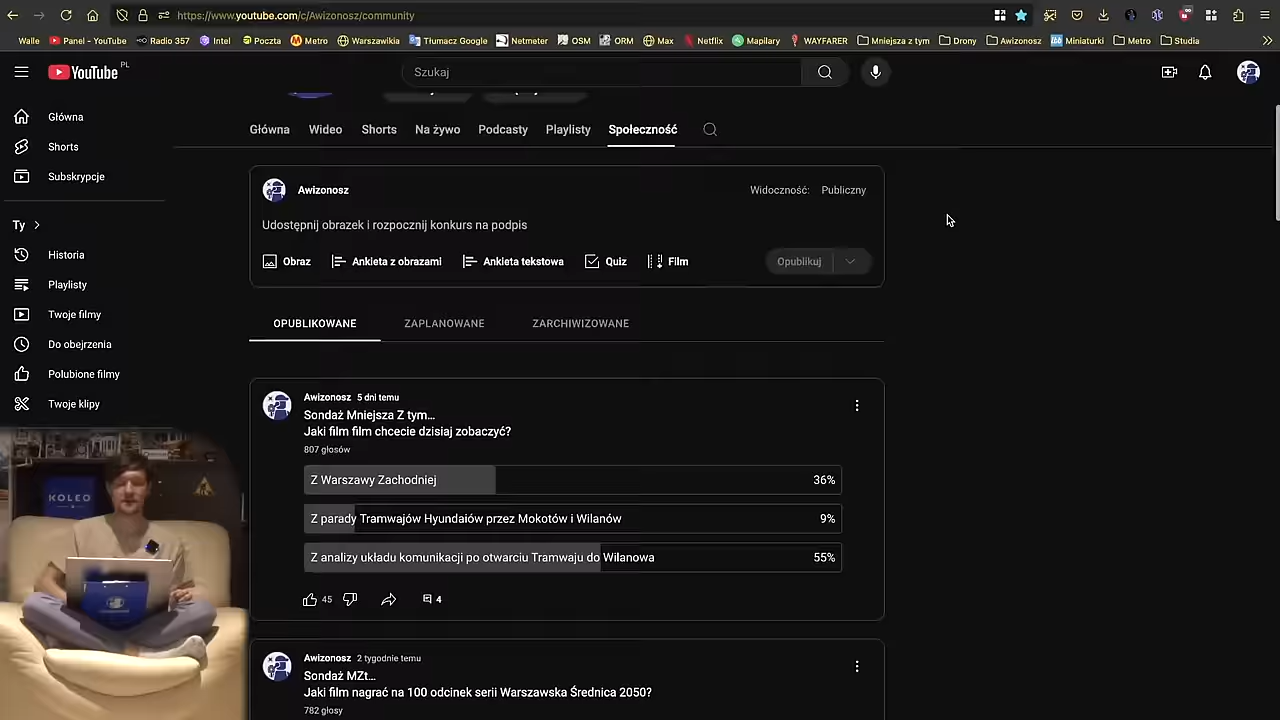 https://www.youtube.com/c/Awizonosz/community
Walle Panel - YouTube Radio 357 Intel Poczta Metro Warszawikia Tłumacz Google Netmeter OSM ORM Max Netflix Mapilary WAYFARER Mniejsza z tym Drony Awizonosz Miniaturki Metro Studia
YouTube PL
Szukaj
Główna
Shorts
Subskrypcje
Ty
Historia
Playlisty
Twoje filmy
Do obejrzenia
Polubione filmy
Twoje klipy
Główna Wideo Shorts Na żywo Podcasty Playlisty Społeczność
Awizonosz Widoczność: Publiczny
Udostępnij obrazek i rozpocznij konkurs na podpis
Obraz Ankieta z obrazami Ankieta tekstowa Quiz Film Opublikuj
OPUBLIKOWANE ZAPLANOWANE ZARCHIWIZOWANE
Awizonosz 5 dni temu
Sondaż Mniejsza Z tym...
Jaki film film chcecie dzisiaj zobaczyć?
807 głosów
Z Warszawy Zachodniej 36%
Z parady Tramwajów Hyundaiów przez Mokotów i Wilanów 9%
Z analizy układu komunikacji po otwarciu Tramwaju do Wilanowa 55%
45 4
Awizonosz 2 tygodnie temu
Sondaż MZt...
Jaki film nagrać na 100 odcinek serii Warszawska Średnica 2050?
782 głosy
KOLEO